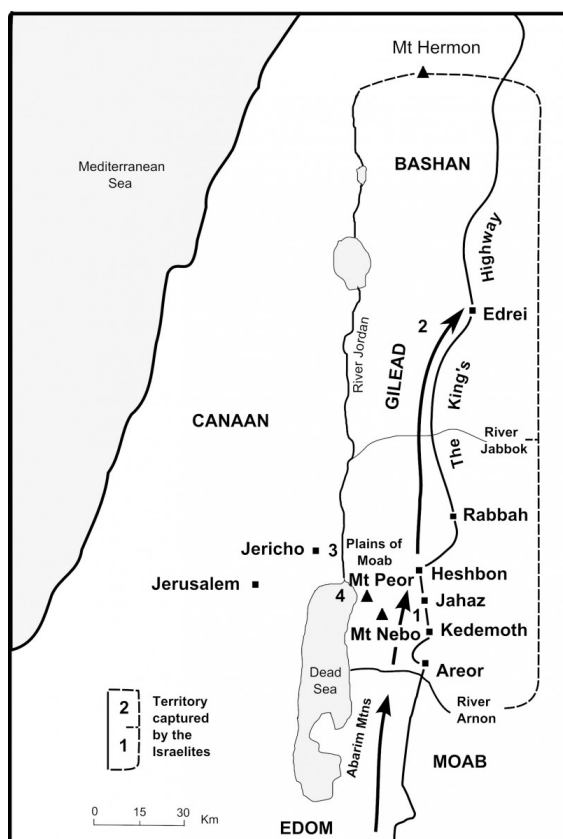 Mt Hermon
Mediterranean
Sea
BASHAN
The King's Highway
Edrei
2
River Jordan
GILEAD
CANAAN
River
Jabbok
Rabbah
Jericho
3
Plains of
Moab
Mt Peor
Heshbon
Jerusalem
4
Jahaz
1
Mt Nebo
Kedemoth
Areor
Dead
Sea
River
Arnon
Abarim Mtns
2
1
Territory
captured
by the
Israelites
MOAB
0 15 30 Km
EDOM